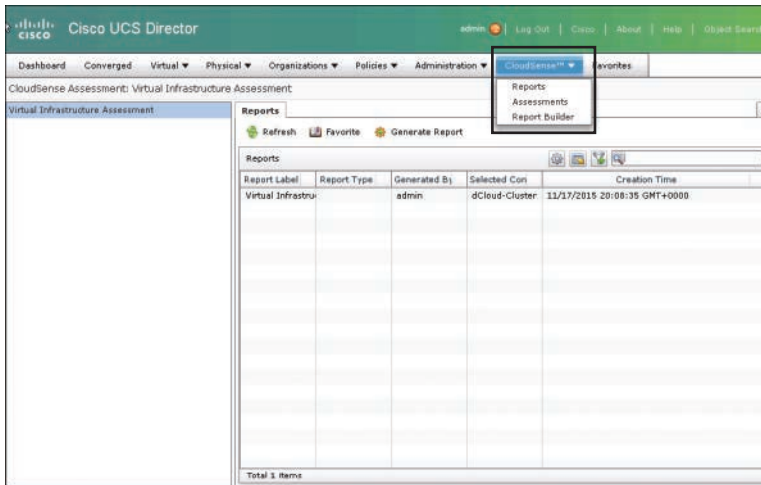 cisco Cisco UCS Director
admin | Log Out | Cisco | About | Help | Object Search
Dashboard Converged Virtual Physical Organizations Policies Administration CloudSense™ Favorites
Reports
Assessments
Report Builder
CloudSense Assessment: Virtual Infrastructure Assessment
Virtual Infrastructure Assessment
Reports
Refresh Favorite Generate Report
Reports
Report Label Report Type Generated By Selected Con Creation Time
Virtual Infrastru admin dCloud-Cluster 11/17/2015 20:08:35 GMT+0000
Total 1 items